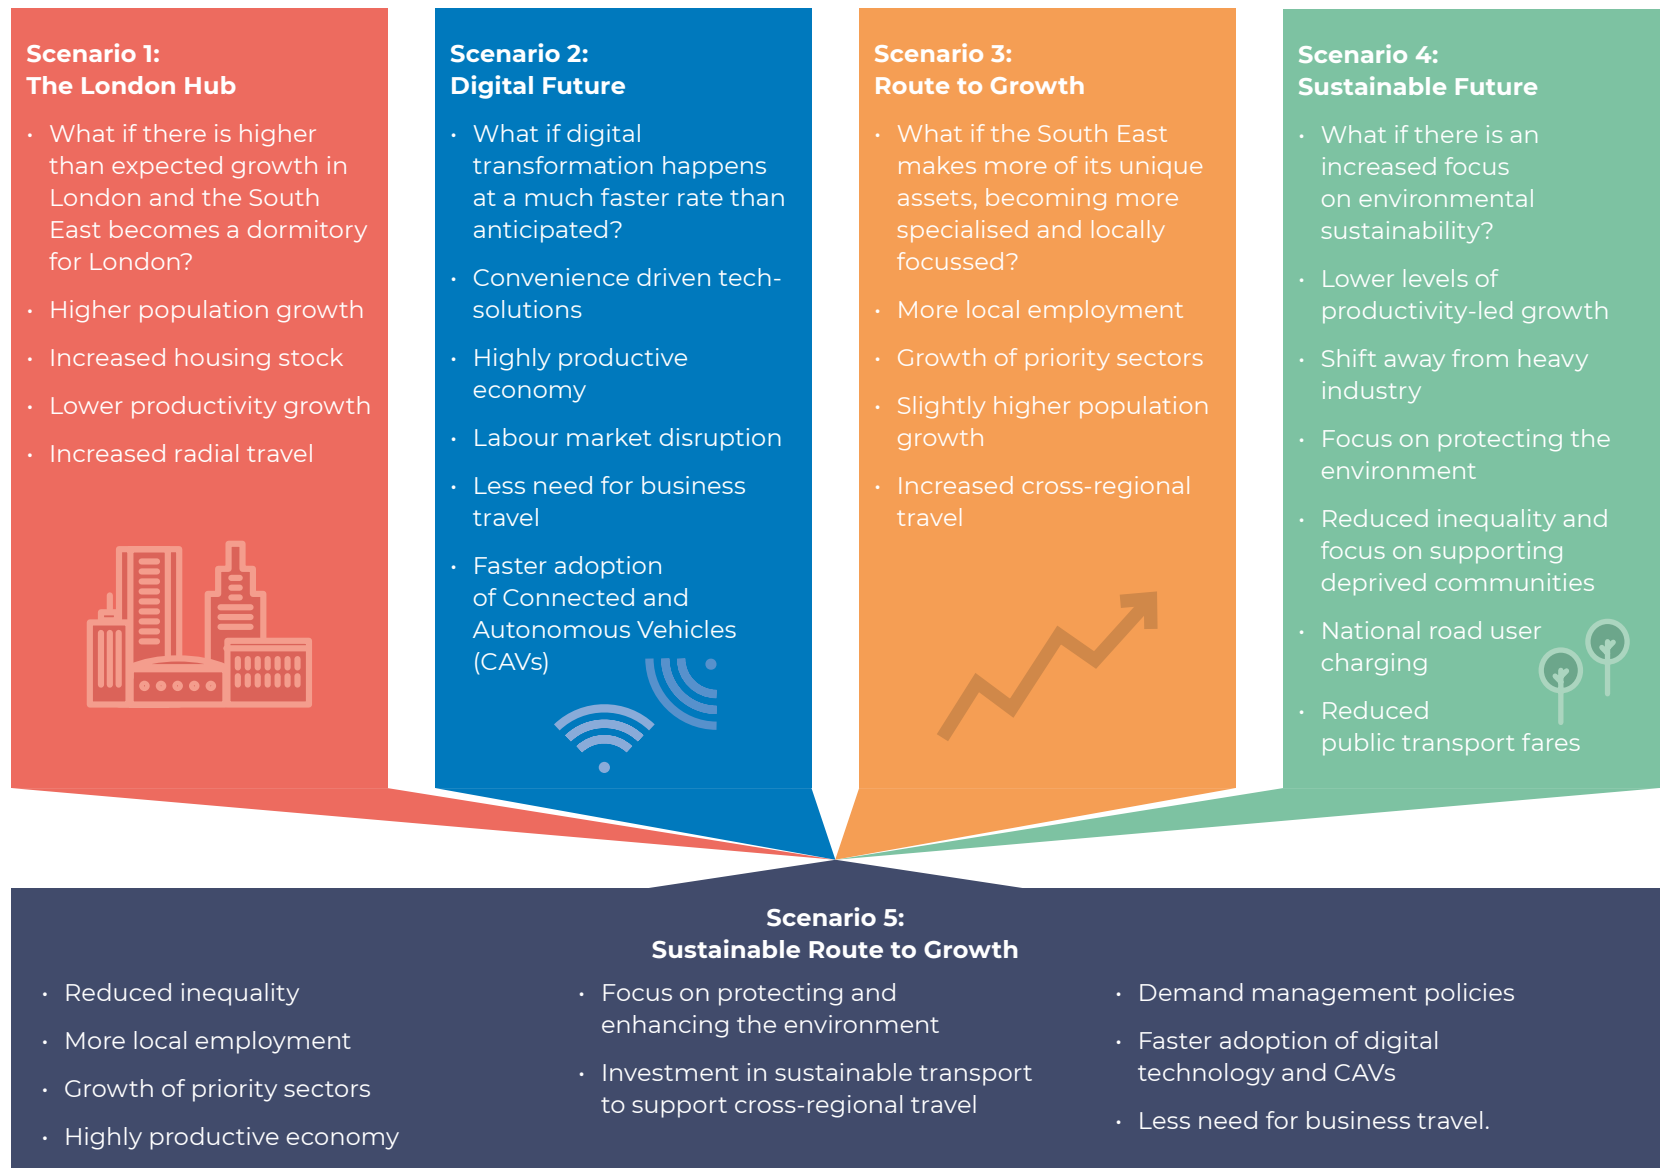 Scenario 1:
The London Hub
• What if there is higher
than expected growth in
London and the South
East becomes a dormitory
for London?
• Higher population growth
• Increased housing stock
• Lower productivity growth
• Increased radial travel
Scenario 2:
Digital Future
• What if digital
transformation happens
at a much faster rate than
anticipated?
• Convenience driven tech-
solutions
• Highly productive
economy
• Labour market disruption
• Less need for business
travel
• Faster adoption
of Connected and
Autonomous Vehicles
(CAVs)
Scenario 3:
Route to Growth
• What if the South East
makes more of its unique
assets, becoming more
specialised and locally
focussed?
• More local employment
• Growth of priority sectors
• Slightly higher population
growth
• Increased cross-regional
travel
Scenario 4:
Sustainable Future
• What if there is an
increased focus
on environmental
sustainability?
• Lower levels of
productivity-led growth
• Shift away from heavy
industry
• Focus on protecting the
environment
• Reduced inequality and
focus on supporting
deprived communities
• National road user
charging
• Reduced
public transport fares
Scenario 5:
Sustainable Route to Growth
• Reduced inequality
• More local employment
• Growth of priority sectors
• Highly productive economy
• Focus on protecting and
enhancing the environment
• Investment in sustainable transport
to support cross-regional travel
• Demand management policies
• Faster adoption of digital
technology and CAVs
• Less need for business travel.